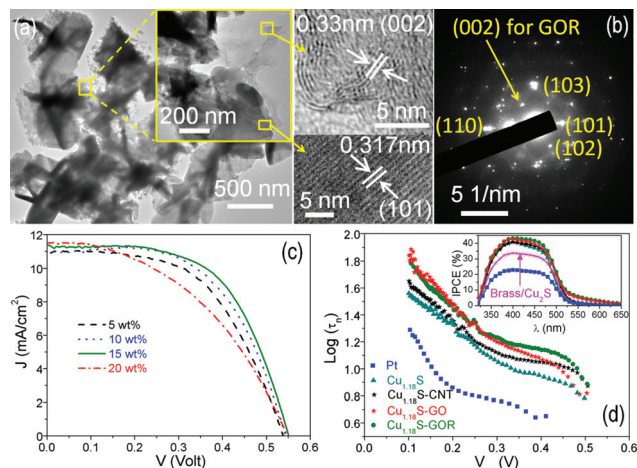 (a)
200 nm
500 nm
0.33nm (002)
5 nm
0.317nm
(101)
5 nm
(b)
(002) for GOR
(103)
(110)
(101)
(102)
5 1/nm
(c)
12
10
8
6
4
2
0
J (mA/cm²)
5 wt%
10 wt%
15 wt%
20 wt%
0.0 0.1 0.2 0.3 0.4 0.5 0.6
V (Volt)
2.0
1.8
1.6
1.4
1.2
1.0
0.8
0.6
Pt
Cu1.18S
Cu1.18S-CNT
Cu1.18S-GO
Cu1.18S-GOR
(d)
0.0 0.1 0.2 0.3 0.4 0.5 0.6
40
30
20
10
0
IPCE (%)
Brass/Cu2S
350 400 450 500 550 600 650
λ (nm)